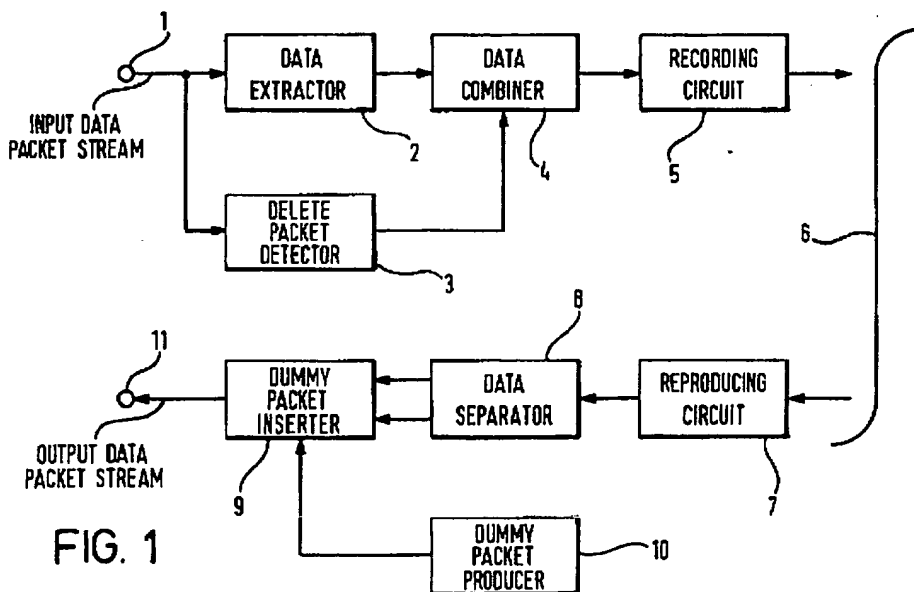 1
INPUT DATA
PACKET STREAM
DATA
EXTRACTOR
2
DATA
COMBINER
4
RECORDING
CIRCUIT
5
DELETE
PACKET
DETECTOR
3
6
11
OUTPUT DATA
PACKET STREAM
DUMMY
PACKET
INSERTER
9
8
DATA
SEPARATOR
REPRODUCING
CIRCUIT
7
DUMMY
PACKET
PRODUCER
10
FIG. 1